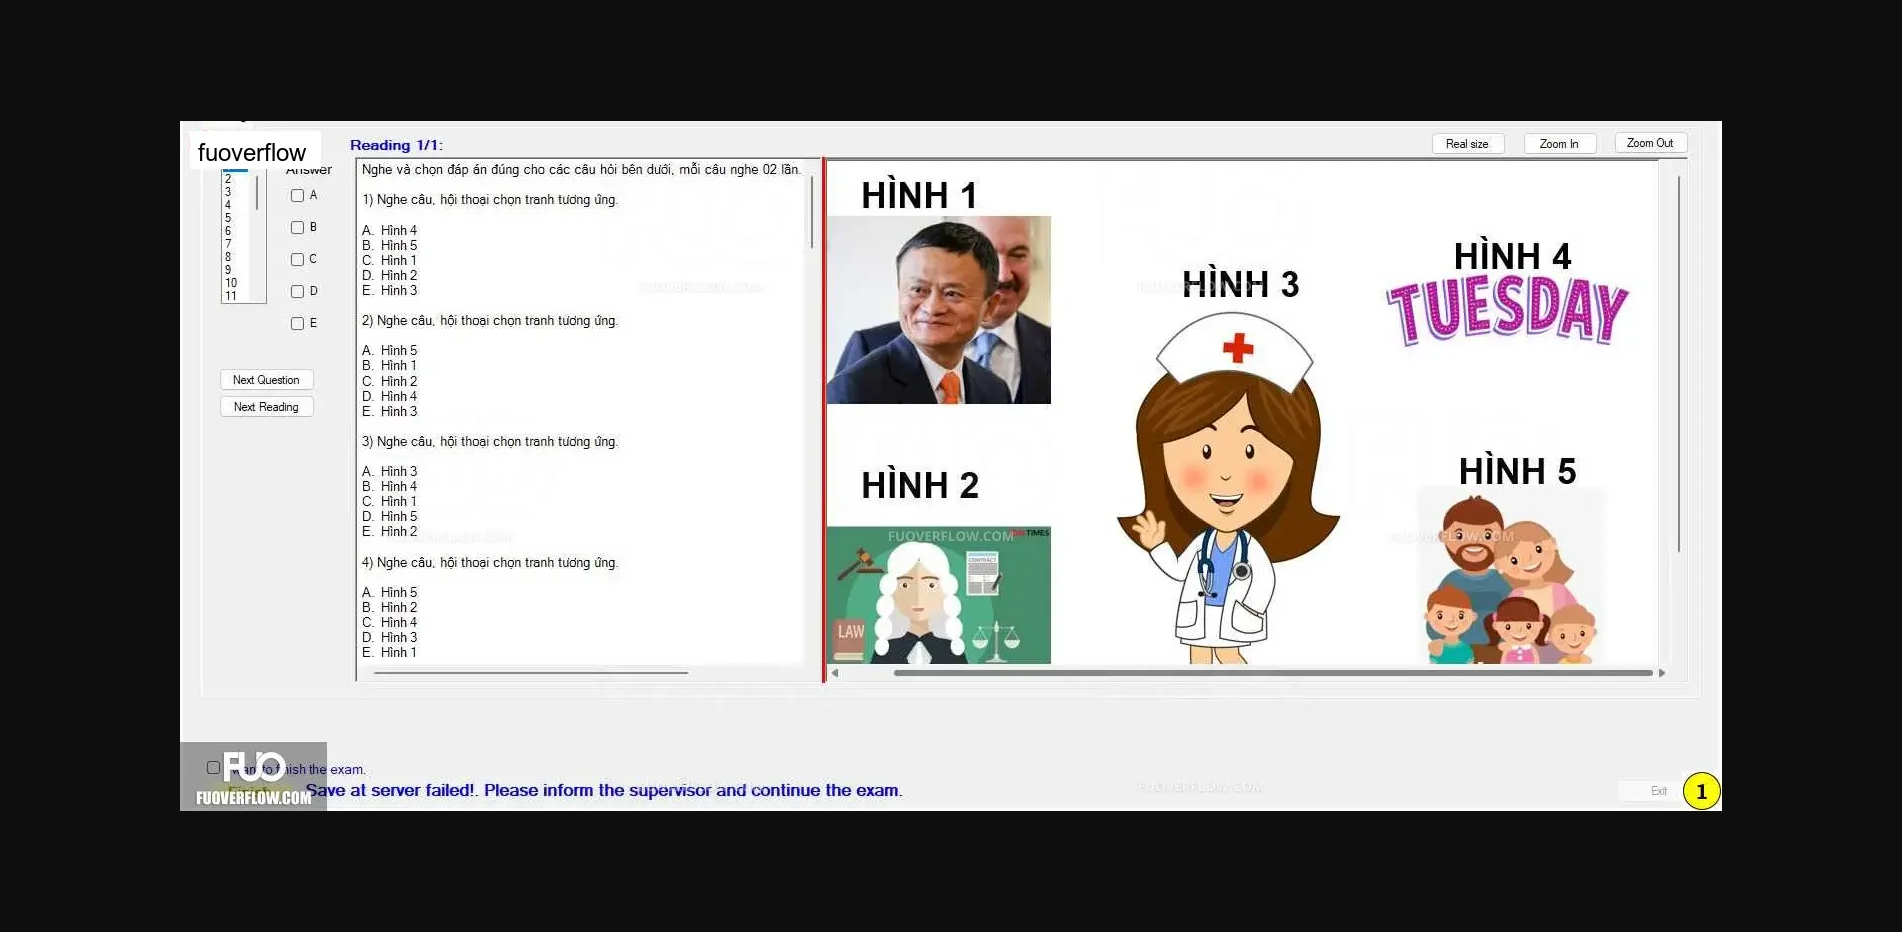 fuoverflow
Reading 1/1:
Real size
Zoom In
Zoom Out
Answer
2
3
4
5
6
7
8
9
10
11
A
B
C
D
E
Next Question
Next Reading
Nghe và chọn đáp án đúng cho các câu hỏi bên dưới, mỗi câu nghe 02 lần.
1) Nghe câu, hội thoại chọn tranh tương ứng.
A. Hình 4
B. Hình 5
C. Hình 1
D. Hình 2
E. Hình 3
2) Nghe câu, hội thoại chọn tranh tương ứng.
A. Hình 5
B. Hình 1
C. Hình 2
D. Hình 4
E. Hình 3
3) Nghe câu, hội thoại chọn tranh tương ứng.
A. Hình 3
B. Hình 4
C. Hình 1
D. Hình 5
E. Hình 2
4) Nghe câu, hội thoại chọn tranh tương ứng.
A. Hình 5
B. Hình 2
C. Hình 4
D. Hình 3
E. Hình 1
HÌNH 1
HÌNH 2
FUOVERFLOW.COM
TIMES
CONTRACT
LAW
HÌNH 3
HÌNH 4
TUESDAY
HÌNH 5
FUOVERFLOW.COM
FUO
FUOVERFLOW.COM
to finish the exam.
Save at server failed!. Please inform the supervisor and continue the exam.
FUOVERFLOW.COM
Exit
1